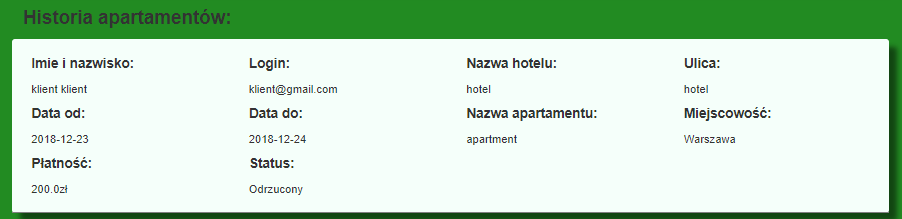 Historia apartamentów:
Imie i nazwisko: Login: Nazwa hotelu: Ulica:
klient klient klient@gmail.com hotel hotel
Data od: Data do: Nazwa apartamentu: Miejscowość:
2018-12-23 2018-12-24 apartment Warszawa
Płatność: Status:
200.0zł Odrzucony